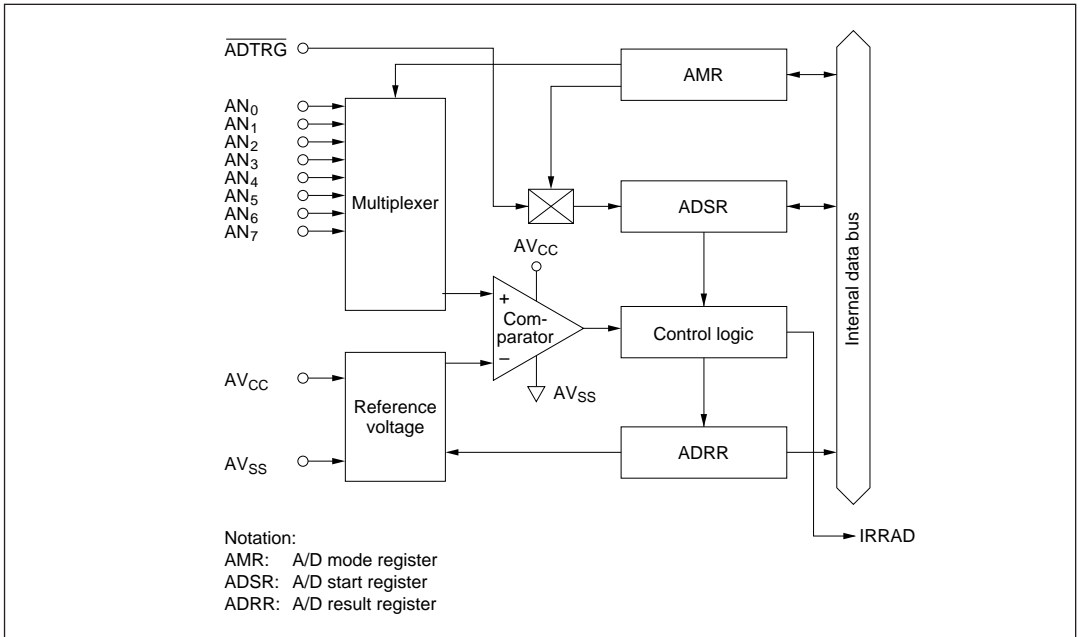 ADTRG
AMR
AN0
AN1
AN2
AN3
AN4
AN5
AN6
AN7
Multiplexer
ADSR
Internal data bus
AVCC
+
Com-
parator
−
AVSS
Control logic
AVCC
AVSS
Reference
voltage
ADRR
IRRAD
Notation:
AMR: A/D mode register
ADSR: A/D start register
ADRR: A/D result register